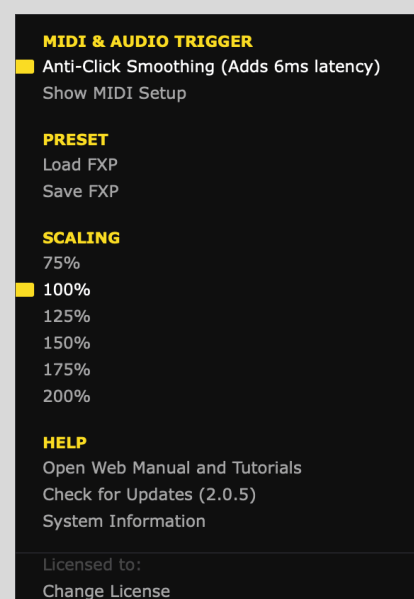 MIDI & AUDIO TRIGGER
Anti-Click Smoothing (Adds 6ms latency)
Show MIDI Setup
PRESET
Load FXP
Save FXP
SCALING
75%
100%
125%
150%
175%
200%
HELP
Open Web Manual and Tutorials
Check for Updates (2.0.5)
System Information
Licensed to:
Change License